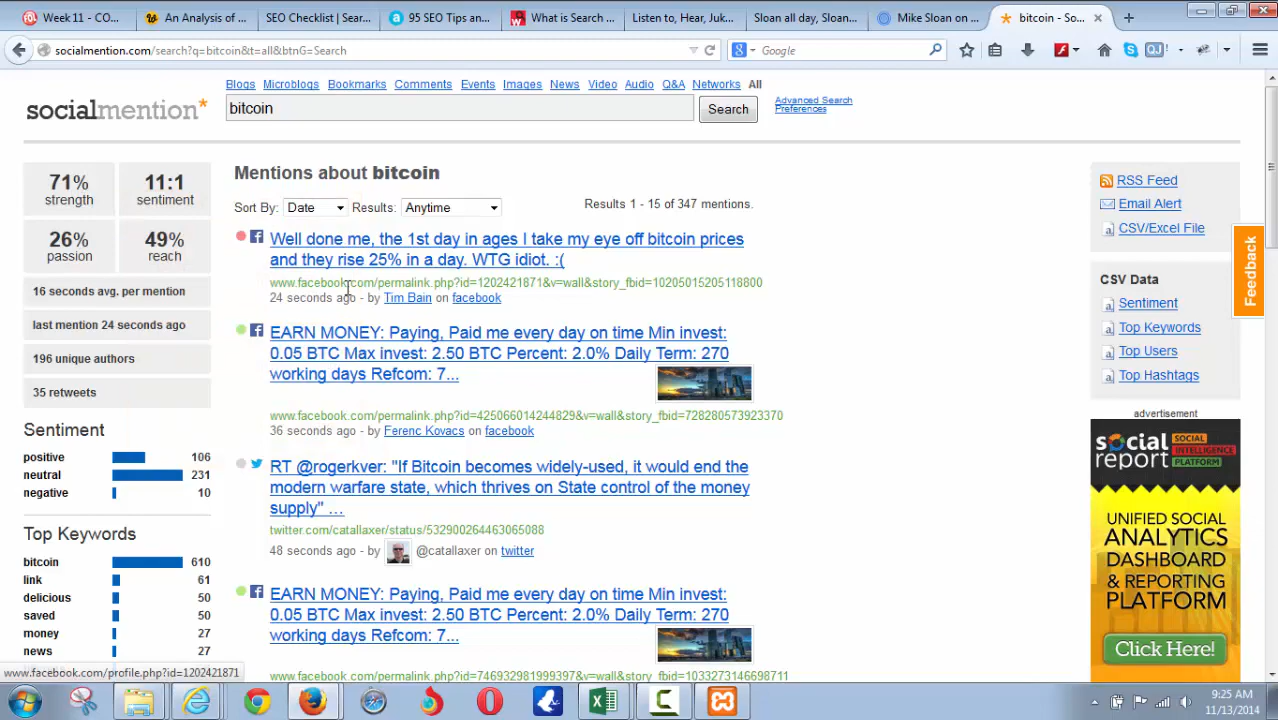 Week 11 - CO...
An Analysis of ...
SEO Checklist | Sear...
95 SEO Tips an...
What is Search ...
Listen to, Hear, Juk...
Sloan all day, Sloan...
Mike Sloan on ...
bitcoin - So...
socialmention.com/search?q=bitcoin&t=all&btnG=Search
Google
Blogs Microblogs Bookmarks Comments Events Images News Video Audio Q&A Networks All
socialmention*
bitcoin
Search
Advanced Search
Preferences
71%
strength
11:1
sentiment
26%
passion
49%
reach
16 seconds avg. per mention
last mention 24 seconds ago
196 unique authors
35 retweets
Sentiment
positive 106
neutral 231
negative 10
Top Keywords
bitcoin 610
link 61
delicious 50
saved 50
money 27
news 27
Mentions about bitcoin
Sort By: Date Results: Anytime
Results 1 - 15 of 347 mentions.
Well done me, the 1st day in ages I take my eye off bitcoin prices
and they rise 25% in a day. WTG idiot. :(
www.facebook.com/permalink.php?id=1202421871&v=wall&story_fbid=10205015205118800
24 seconds ago - by Tim Bain on facebook
EARN MONEY: Paying, Paid me every day on time Min invest:
0.05 BTC Max invest: 2.50 BTC Percent: 2.0% Daily Term: 270
working days Refcom: 7...
www.facebook.com/permalink.php?id=425066014244829&v=wall&story_fbid=728280573923370
36 seconds ago - by Ferenc Kovacs on facebook
RT @rogerkver: "If Bitcoin becomes widely-used, it would end the
modern warfare state, which thrives on State control of the money
supply" ...
twitter.com/catallaxer/status/532900264463065088
48 seconds ago - by @catallaxer on twitter
EARN MONEY: Paying, Paid me every day on time Min invest:
0.05 BTC Max invest: 2.50 BTC Percent: 2.0% Daily Term: 270
working days Refcom: 7...
www.facebook.com/permalink.php?id=746932981999397&v=wall&story_fbid=1033273146698711
RSS Feed
Email Alert
CSV/Excel File
CSV Data
Sentiment
Top Keywords
Top Users
Top Hashtags
Feedback
advertisement
social
report
SOCIAL
INTELLIGENCE
PLATFORM
UNIFIED SOCIAL
ANALYTICS
DASHBOARD
& REPORTING
PLATFORM
Click Here!
www.facebook.com/profile.php?id=1202421871
9:25 AM
11/13/2014